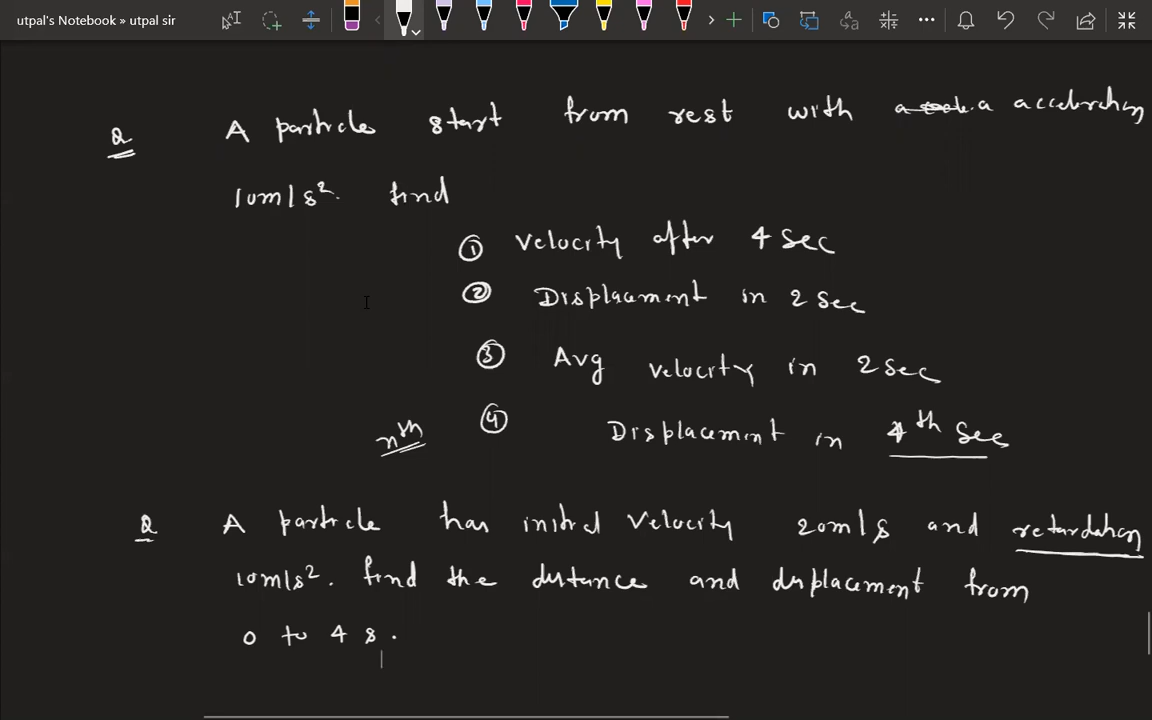 utpal's Notebook » utpal sir
Q A particle start from rest with a acceleration
10m/s². find
① Velocity after 4 sec
② Displacement in 2 sec
③ Avg velocity in 2 sec
nth ④ Displacement in 4th sec
Q A particle has initial velocity 20m/s and retardation
10m/s². find the distance and displacement from
0 to 4 s.